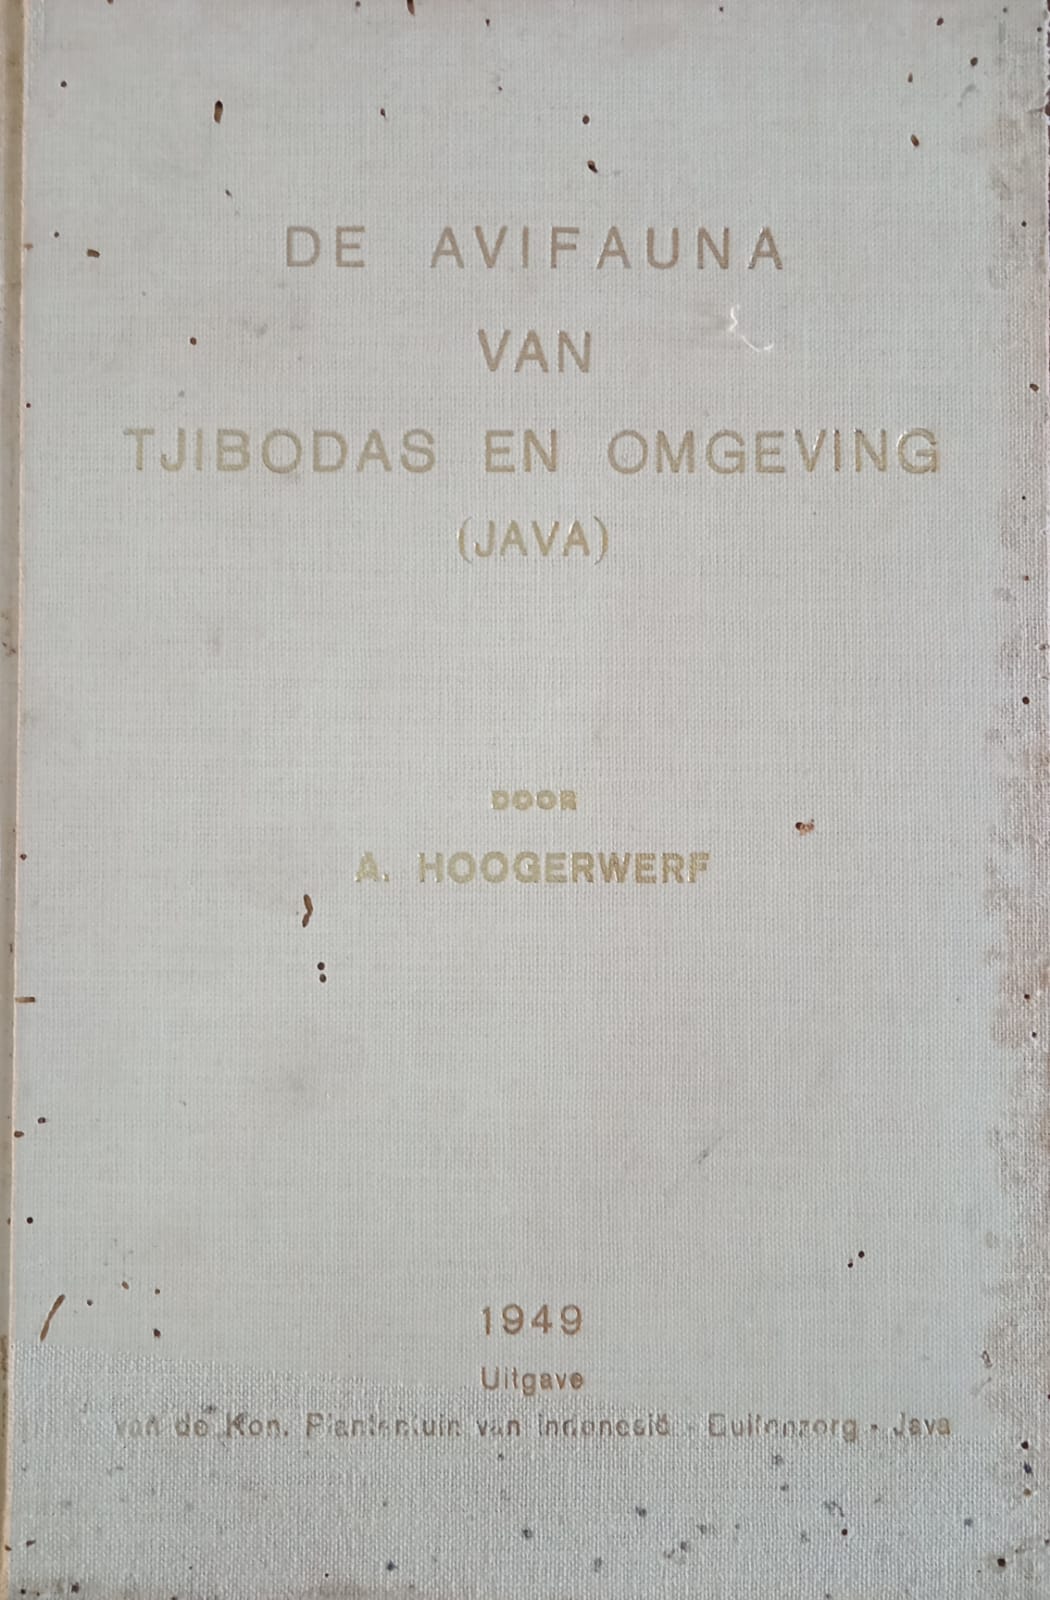 DE AVIFAUNA
VAN
TJIBODAS EN OMGEVING
(JAVA)
DOOR
A. HOOGERWERF
1949
Uitgave
van de Kon. Plantentuin van Indonesië - Buitenzorg - Java